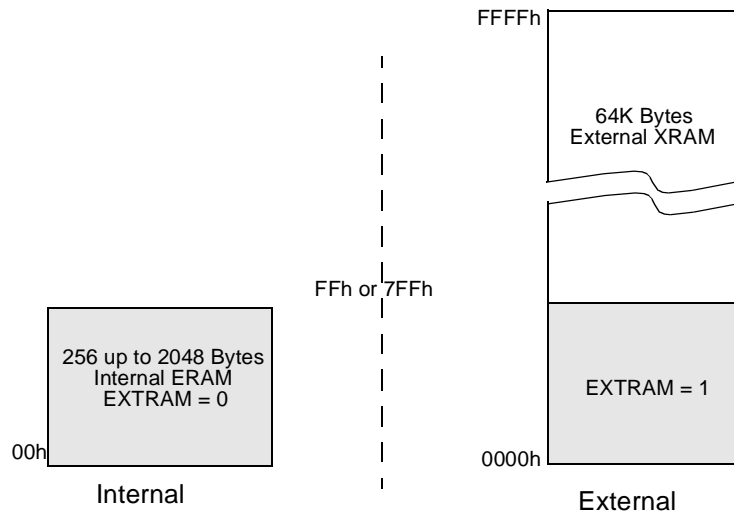 FFFFh
64K Bytes
External XRAM
FFh or 7FFh
256 up to 2048 Bytes
Internal ERAM
EXTRAM = 0
EXTRAM = 1
00h
0000h
Internal
External